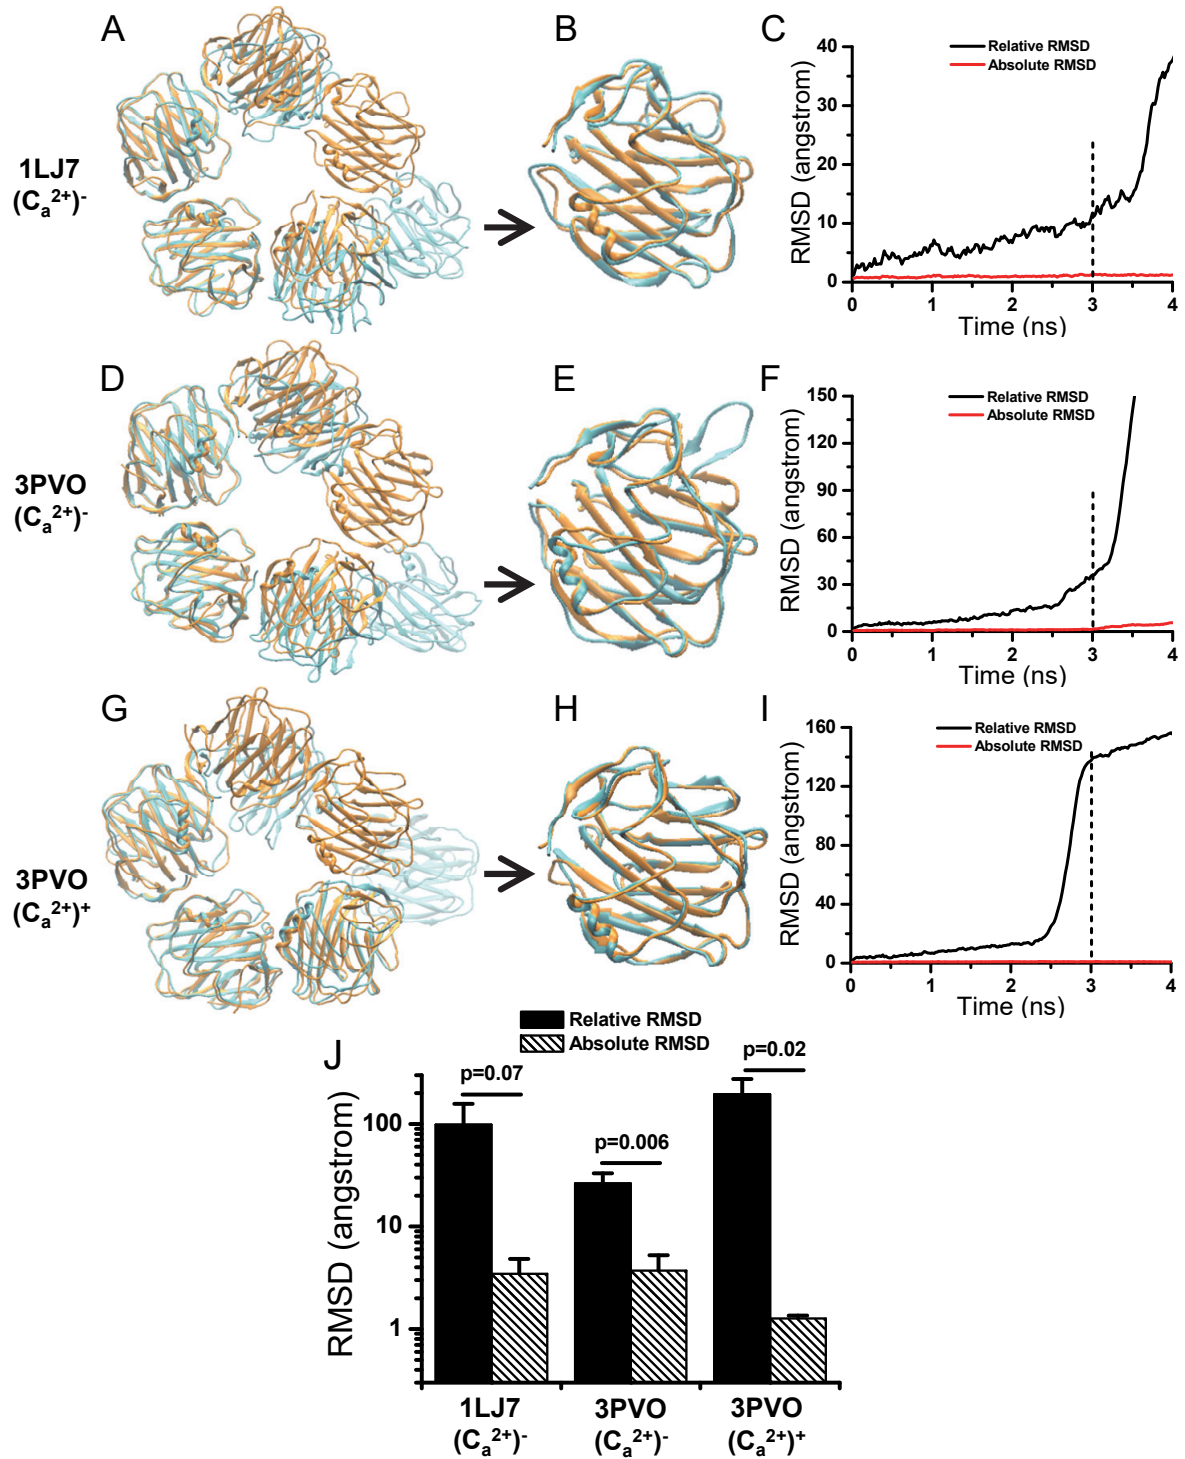 A
B
C
1LJ7
(Ca²⁺)⁻
Relative RMSD
Absolute RMSD
RMSD (angstrom)
40
30
20
10
0
0 1 2 3 4
Time (ns)
D
E
F
3PVO
(Ca²⁺)⁻
Relative RMSD
Absolute RMSD
RMSD (angstrom)
150
120
90
60
30
0
0 1 2 3 4
Time (ns)
G
H
I
3PVO
(Ca²⁺)⁺
Relative RMSD
Absolute RMSD
RMSD (angstrom)
160
120
80
40
0
0 1 2 3 4
Time (ns)
J
Relative RMSD
Absolute RMSD
p=0.07
p=0.006
p=0.02
RMSD (angstrom)
100
10
1
1LJ7 3PVO 3PVO
(Ca²⁺)⁻ (Ca²⁺)⁻ (Ca²⁺)⁺